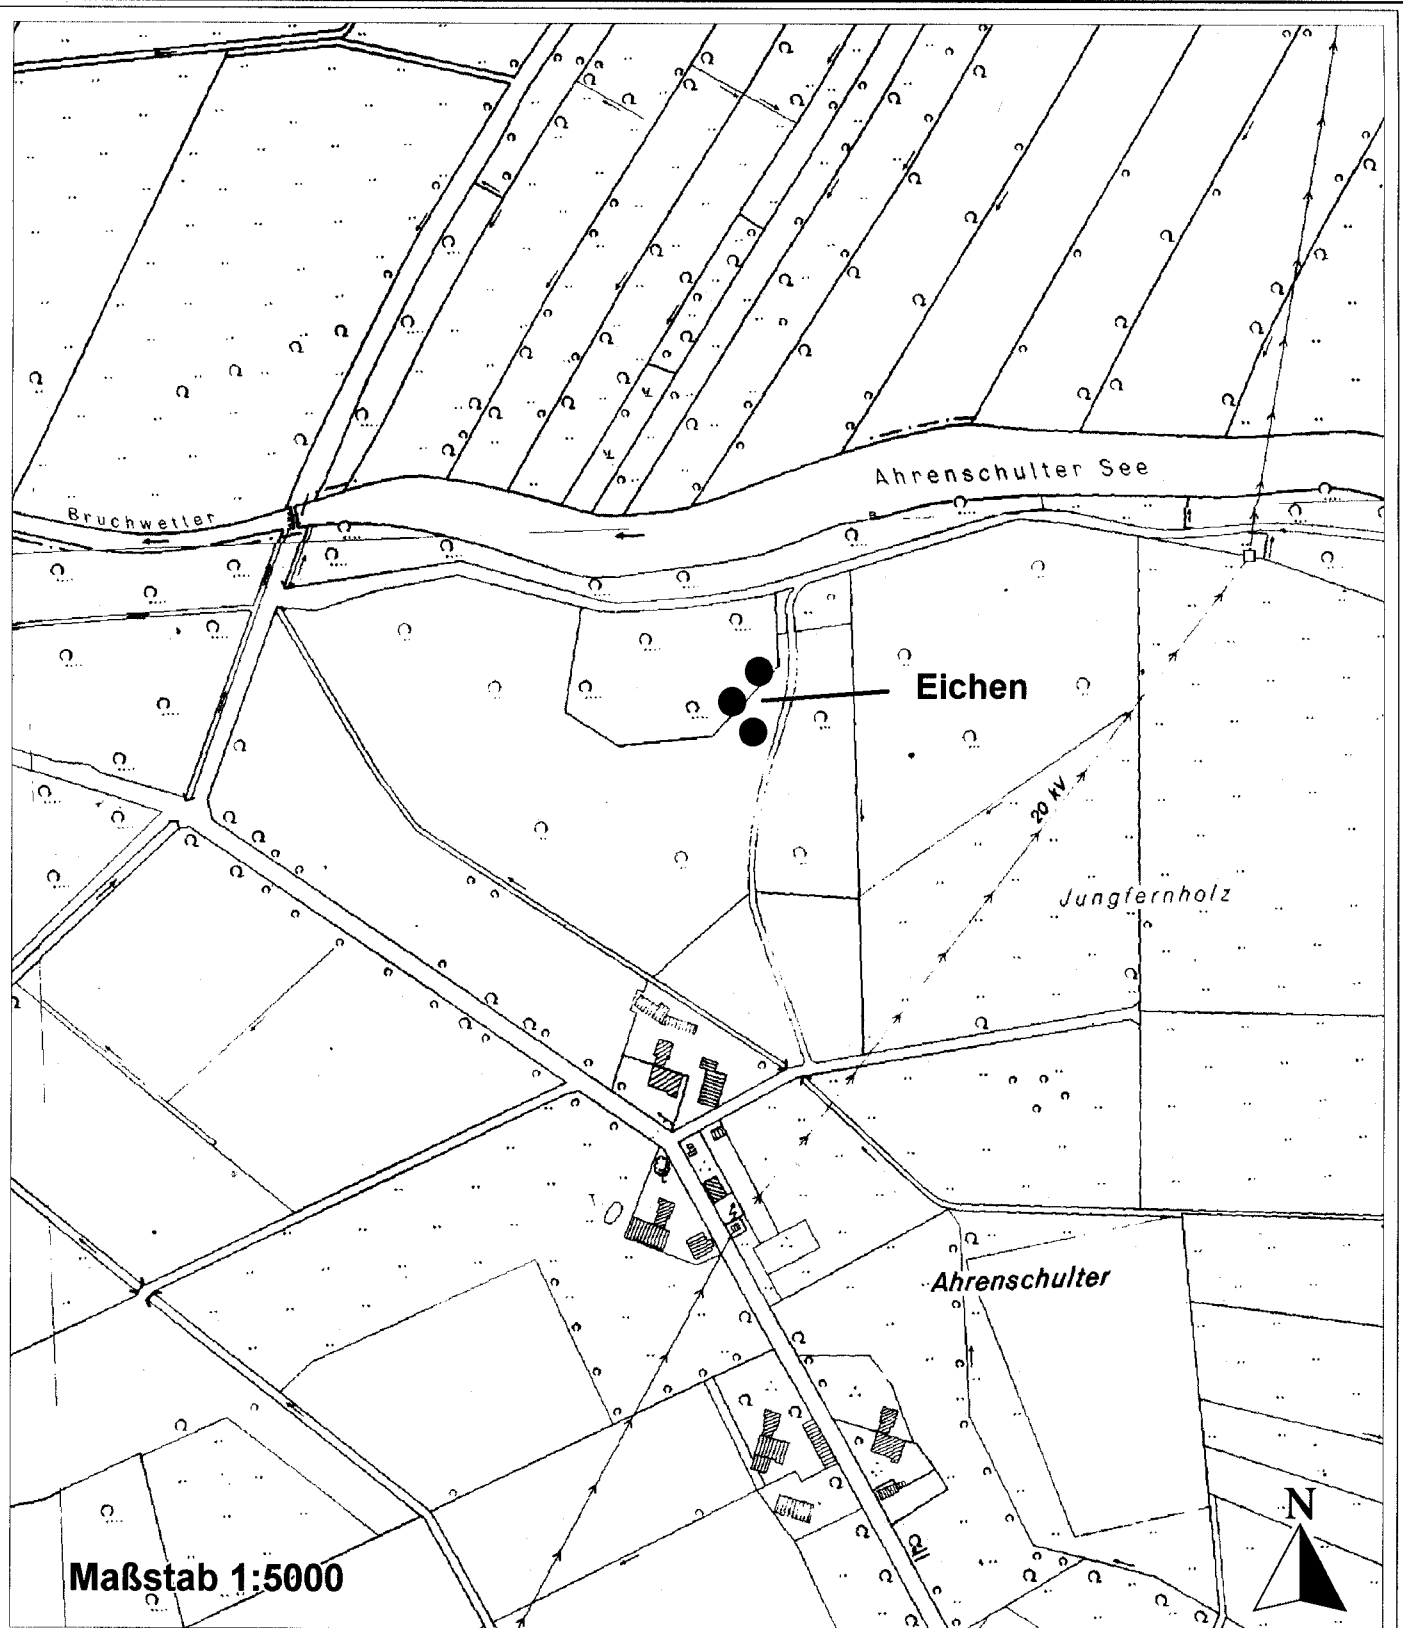 Ahrenschulter See
Bruchwetter
Eichen
20 kV
Jungfernholz
Ahrenschulter
N
Maßstab 1:5000